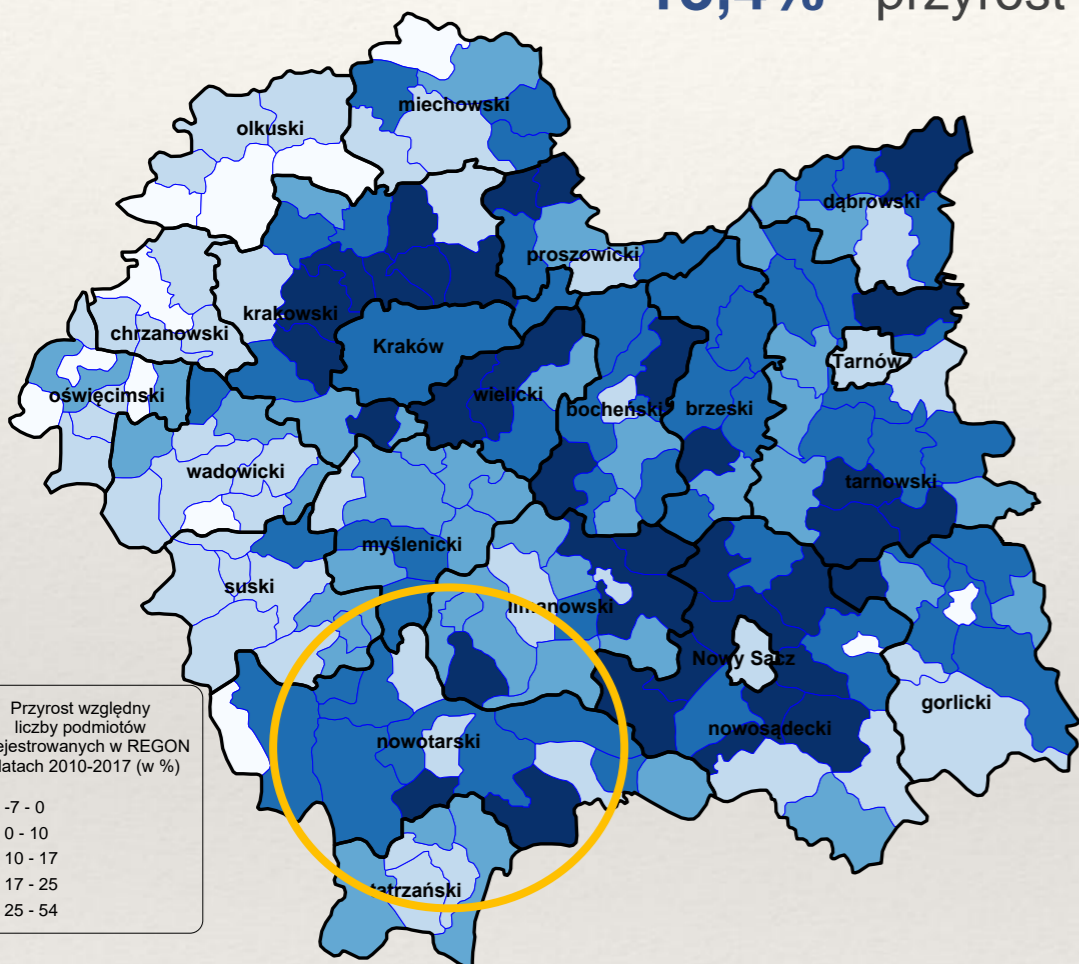 przyrost
miechowski
olkuski
dąbrowski
proszowicki
krakowski
chrzanowski
Kraków
Tarnów
oświęcimski
wielicki
bocheński
brzeski
wadowicki
tarnowski
myślenicki
suski
limanowski
Nowy Sącz
gorlicki
nowotarski
nowosądecki
tatrzański
Przyrost względny
liczby podmiotów
ejestrowanych w REGON
latach 2010-2017 (w %)
-7 - 0
0 - 10
10 - 17
17 - 25
25 - 54